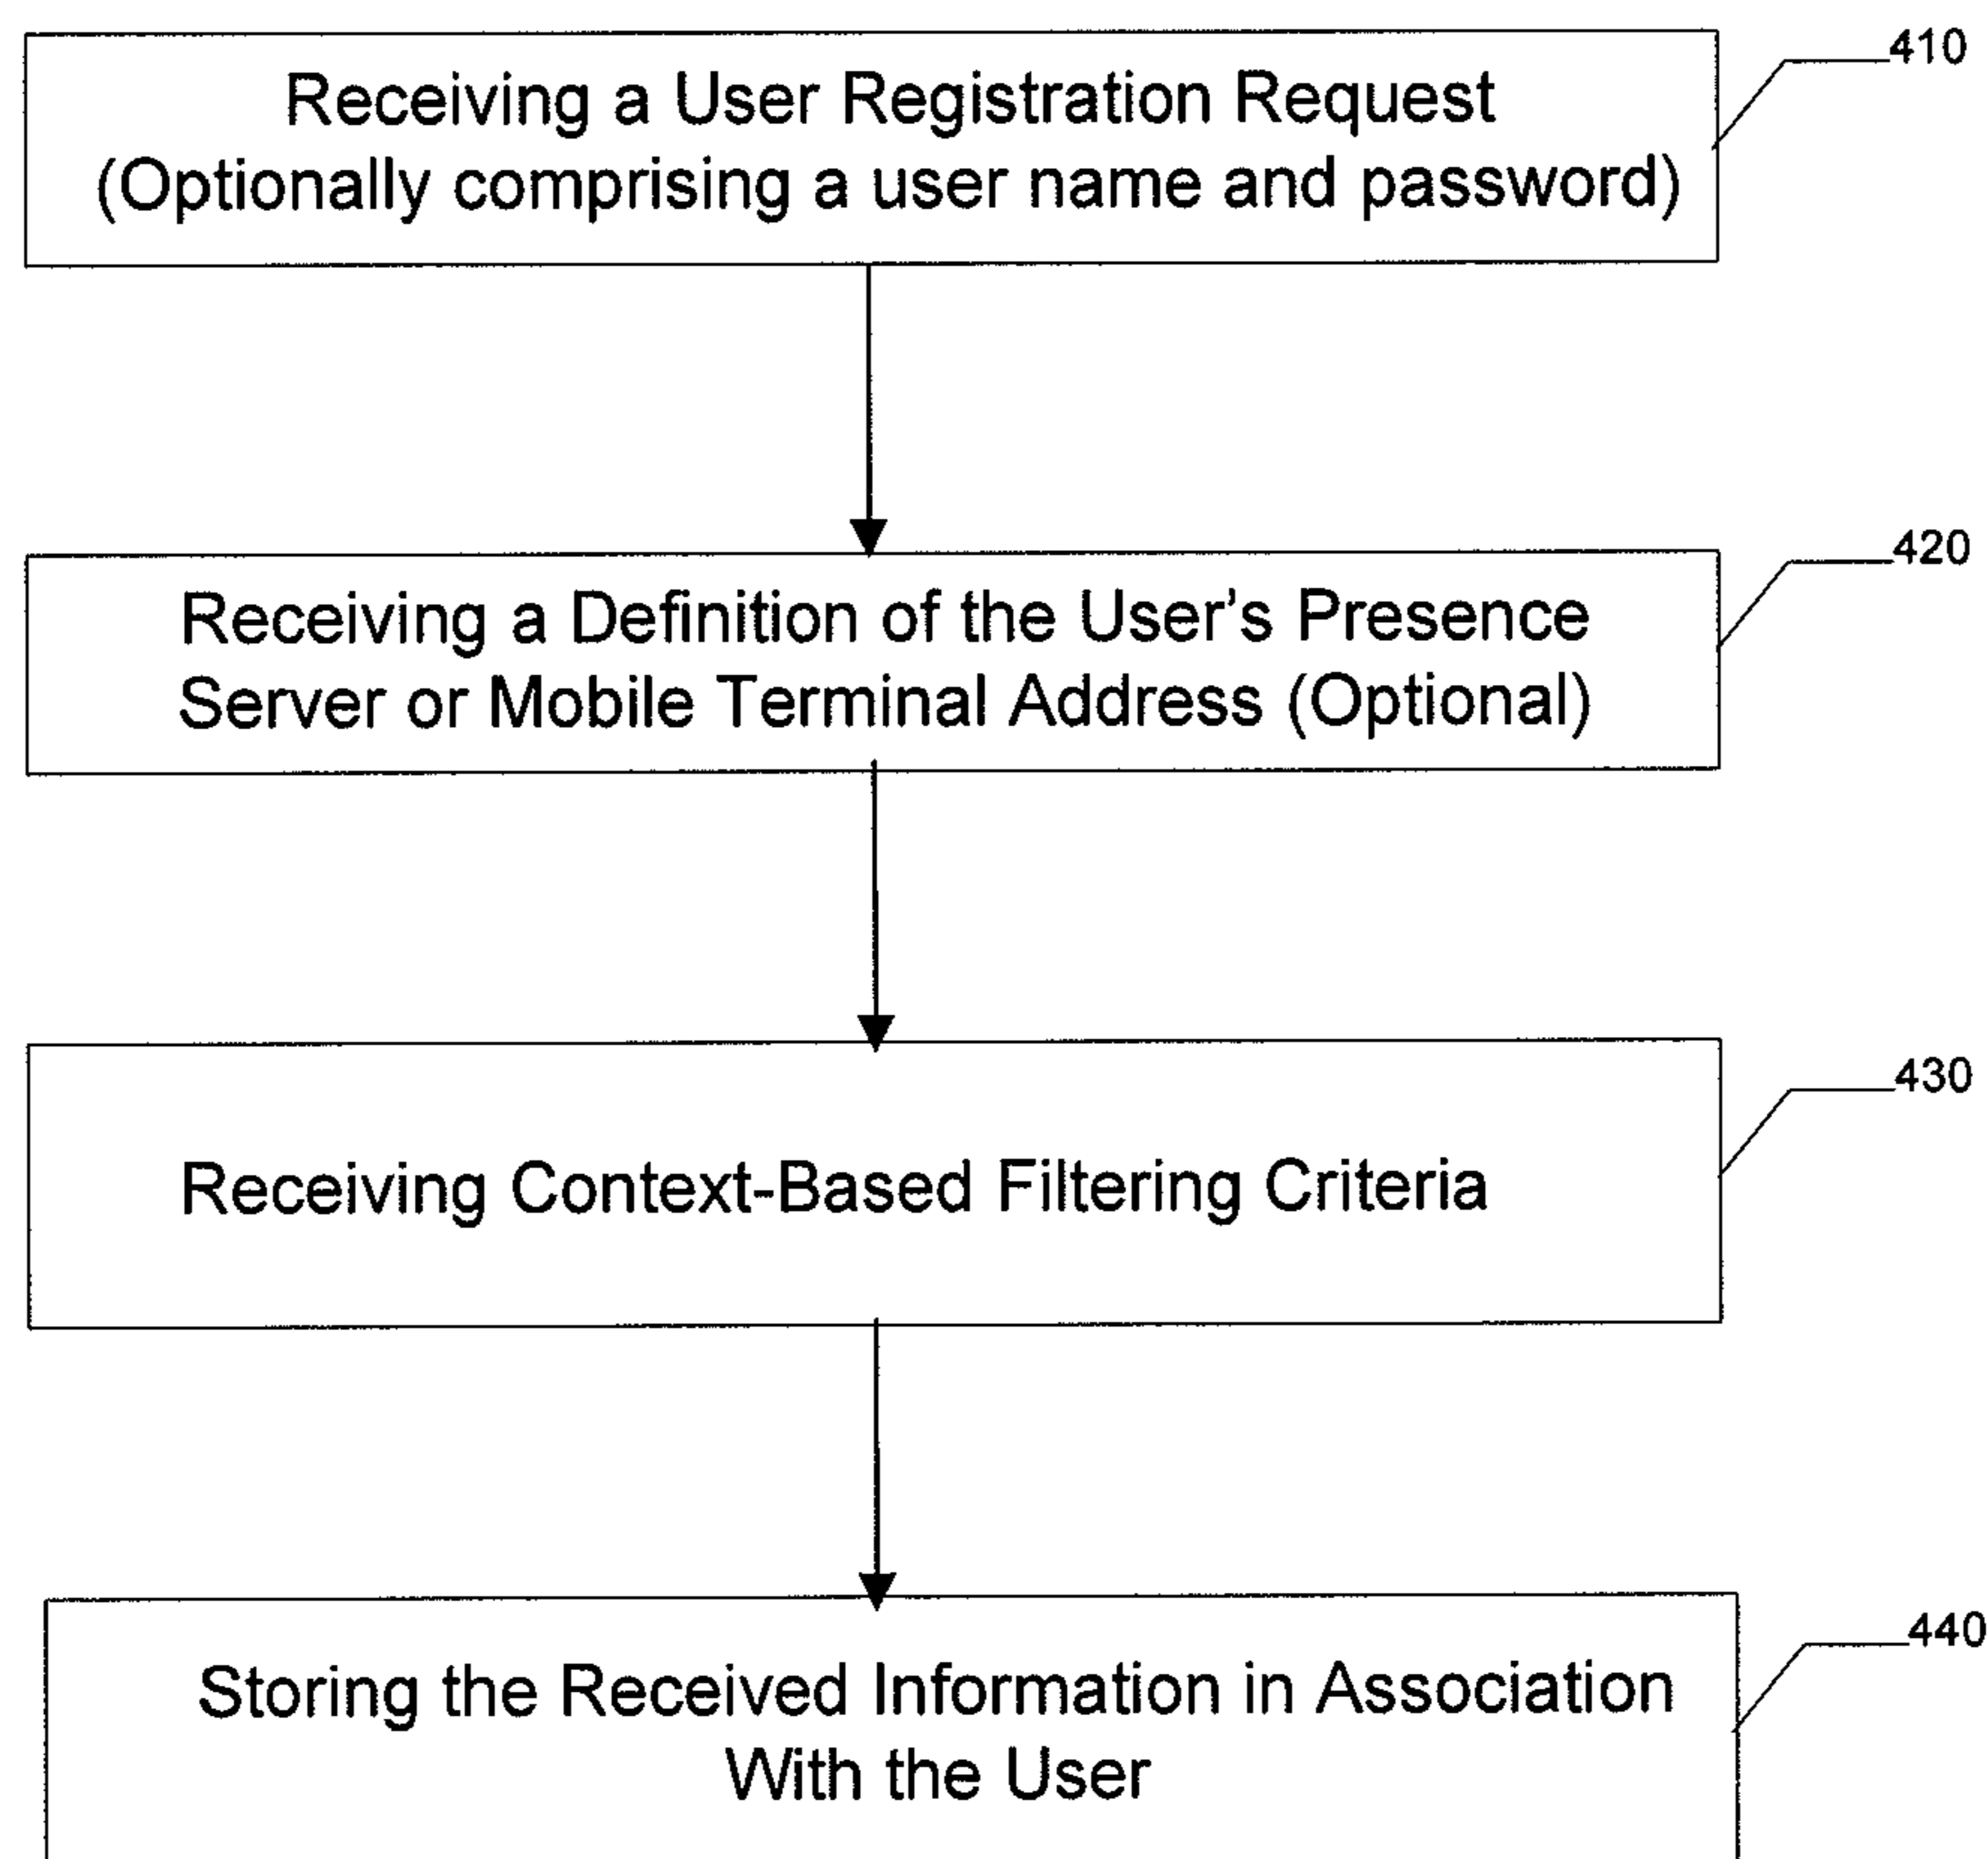 410
Receiving a User Registration Request
(Optionally comprising a user name and password)
420
Receiving a Definition of the User's Presence
Server or Mobile Terminal Address (Optional)
430
Receiving Context-Based Filtering Criteria
440
Storing the Received Information in Association
With the User